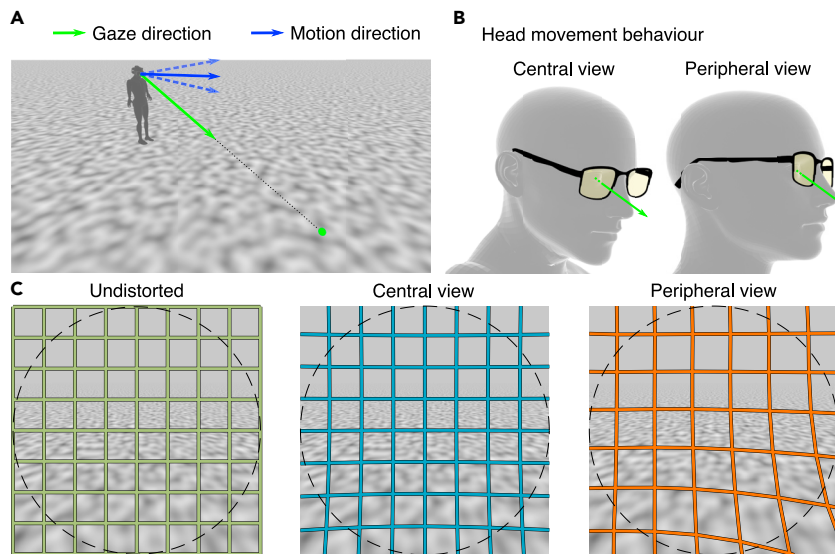 A
Gaze direction
Motion direction
B
Head movement behaviour
Central view
Peripheral view
C
Undistorted
Central view
Peripheral view